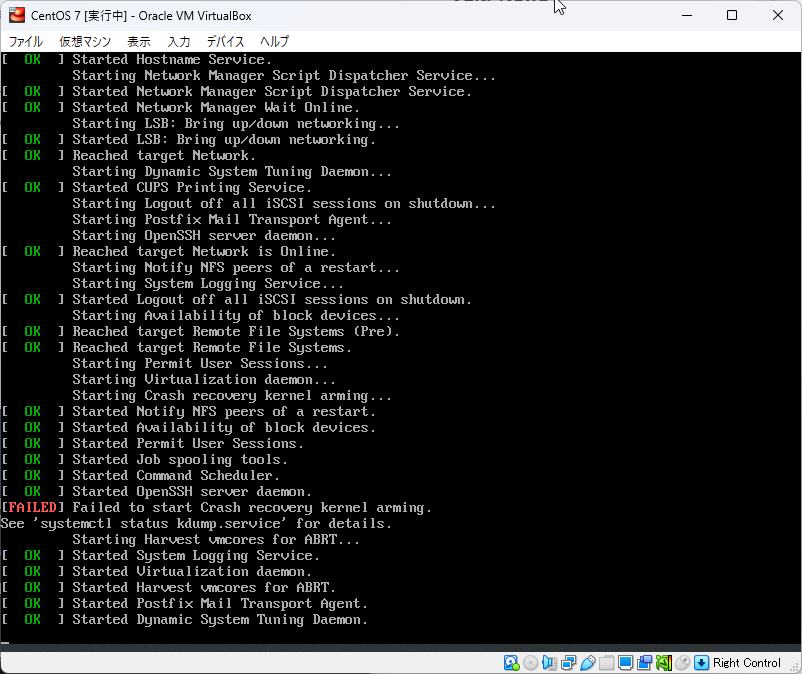 CentOS 7 [実行中] - Oracle VM VirtualBox
ファイル 仮想マシン 表示 入力 デバイス ヘルプ
[  OK  ] Started Hostname Service.
Starting Network Manager Script Dispatcher Service...
[  OK  ] Started Network Manager Script Dispatcher Service.
[  OK  ] Started Network Manager Wait Online.
Starting LSB: Bring up/down networking...
[  OK  ] Started LSB: Bring up/down networking.
[  OK  ] Reached target Network.
Starting Dynamic System Tuning Daemon...
[  OK  ] Started CUPS Printing Service.
Starting Logout off all iSCSI sessions on shutdown...
Starting Postfix Mail Transport Agent...
Starting OpenSSH server daemon...
[  OK  ] Reached target Network is Online.
Starting Notify NFS peers of a restart...
Starting System Logging Service...
[  OK  ] Started Logout off all iSCSI sessions on shutdown.
Starting Availability of block devices...
[  OK  ] Reached target Remote File Systems (Pre).
[  OK  ] Reached target Remote File Systems.
Starting Permit User Sessions...
Starting Virtualization daemon...
Starting Crash recovery kernel arming...
[  OK  ] Started Notify NFS peers of a restart.
[  OK  ] Started Availability of block devices.
[  OK  ] Started Permit User Sessions.
[  OK  ] Started Job spooling tools.
[  OK  ] Started Command Scheduler.
[  OK  ] Started OpenSSH server daemon.
[FAILED] Failed to start Crash recovery kernel arming.
See 'systemctl status kdump.service' for details.
Starting Harvest vmcores for ABRT...
[  OK  ] Started System Logging Service.
[  OK  ] Started Virtualization daemon.
[  OK  ] Started Harvest vmcores for ABRT.
[  OK  ] Started Postfix Mail Transport Agent.
[  OK  ] Started Dynamic System Tuning Daemon.
Right Control